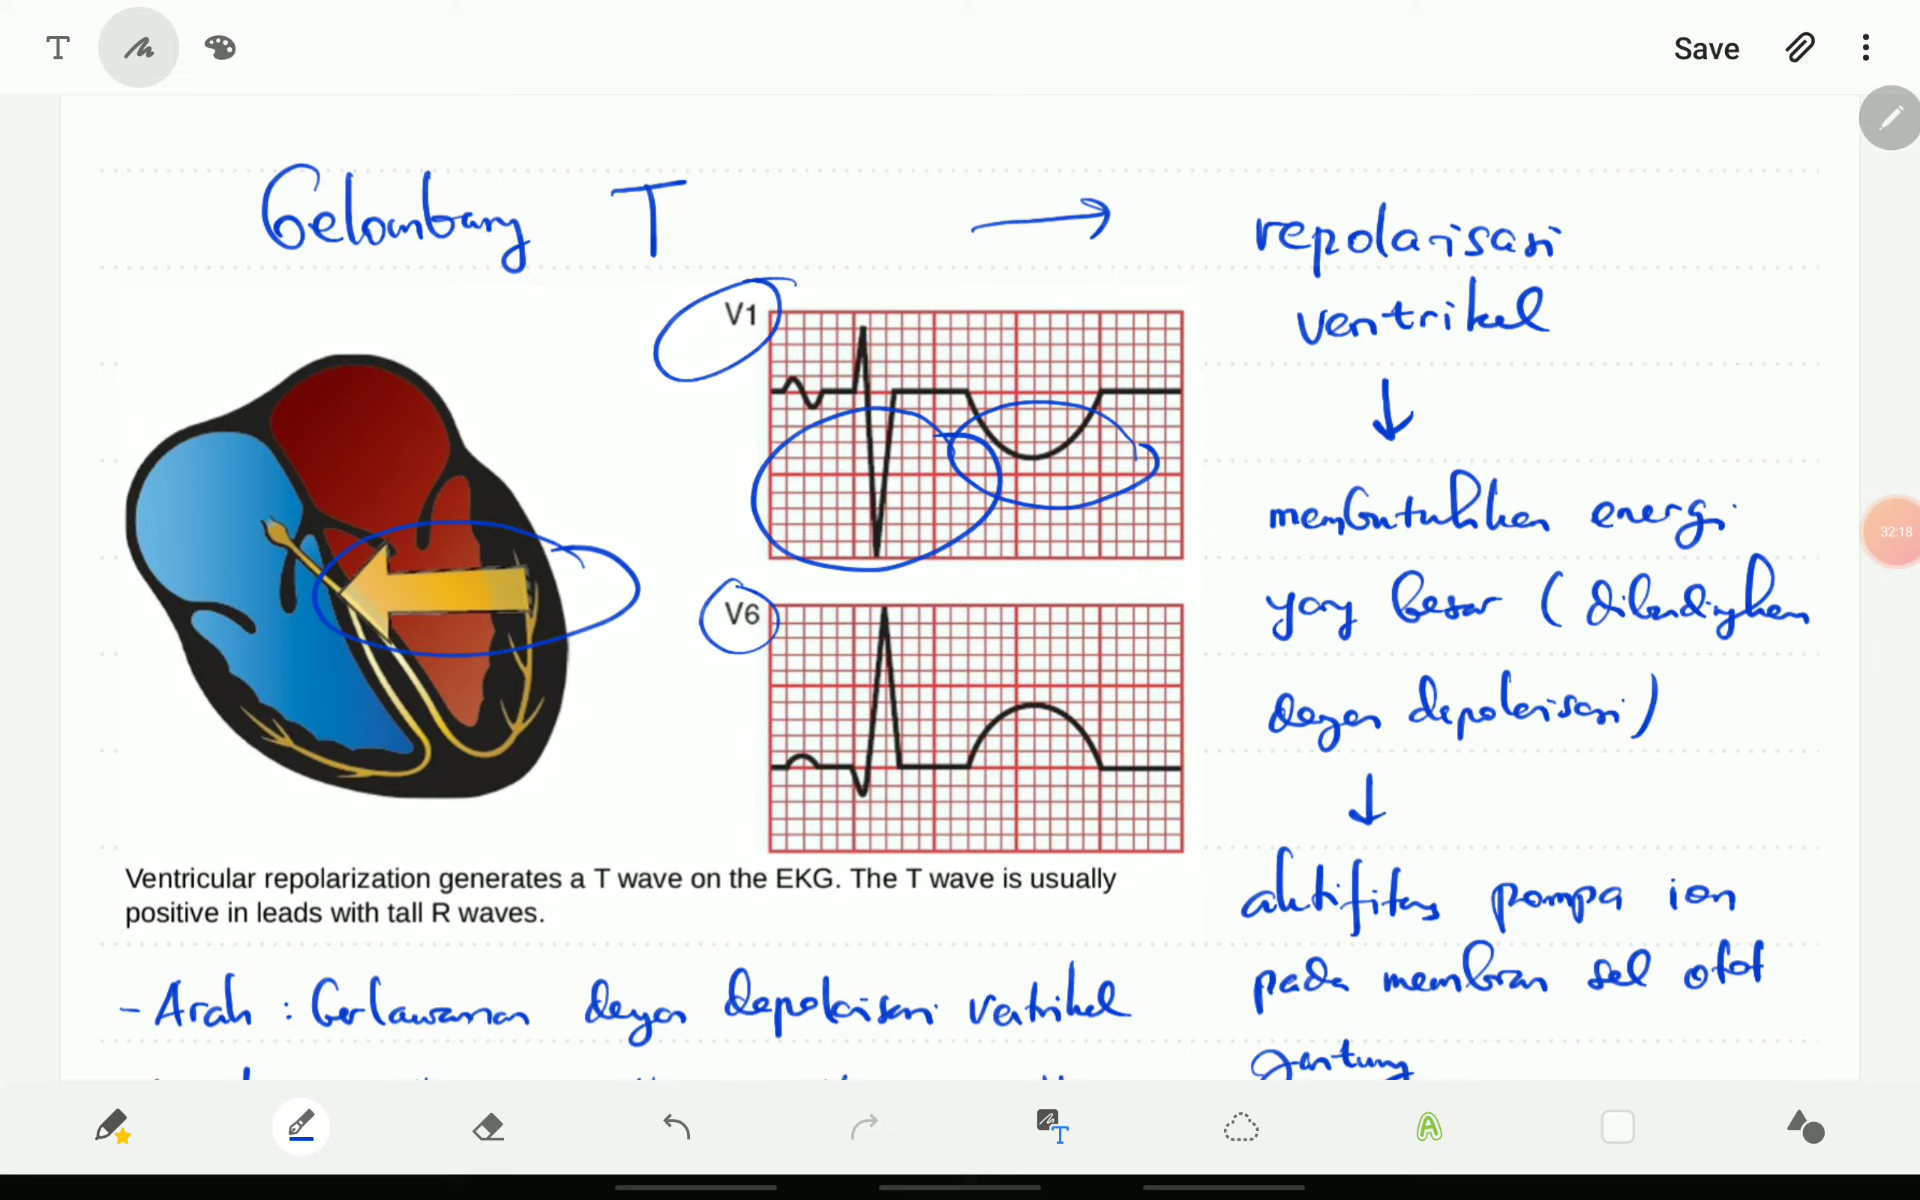 T
Save
Gelombang T
repolarisasi
ventrikel
V1
membutuhkan energi
yang besar (dibandingkan
V6
dengan depolarisasi)
Ventricular repolarization generates a T wave on the EKG. The T wave is usually
positive in leads with tall R waves.
aktifitas pompa ion
pada membran sel otot
jantung
- Arah : berlawanan dengan depolarisasi ventrikel
32:18
T
A